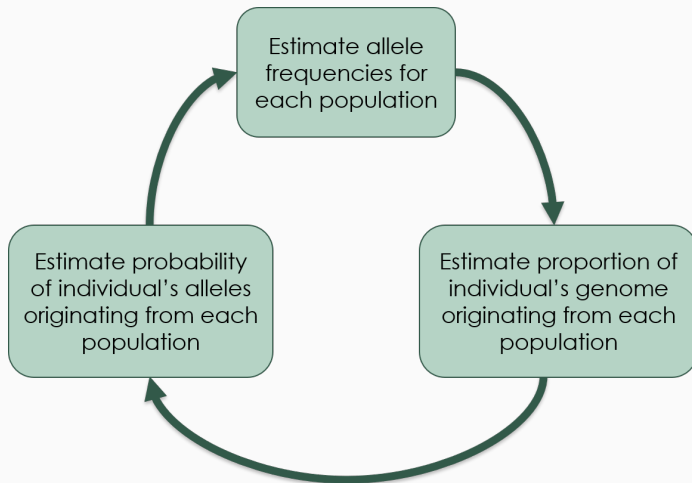 Estimate allele
frequencies for
each population
Estimate probability
of individual’s alleles
originating from each
population
Estimate proportion of
individual’s genome
originating from each
population